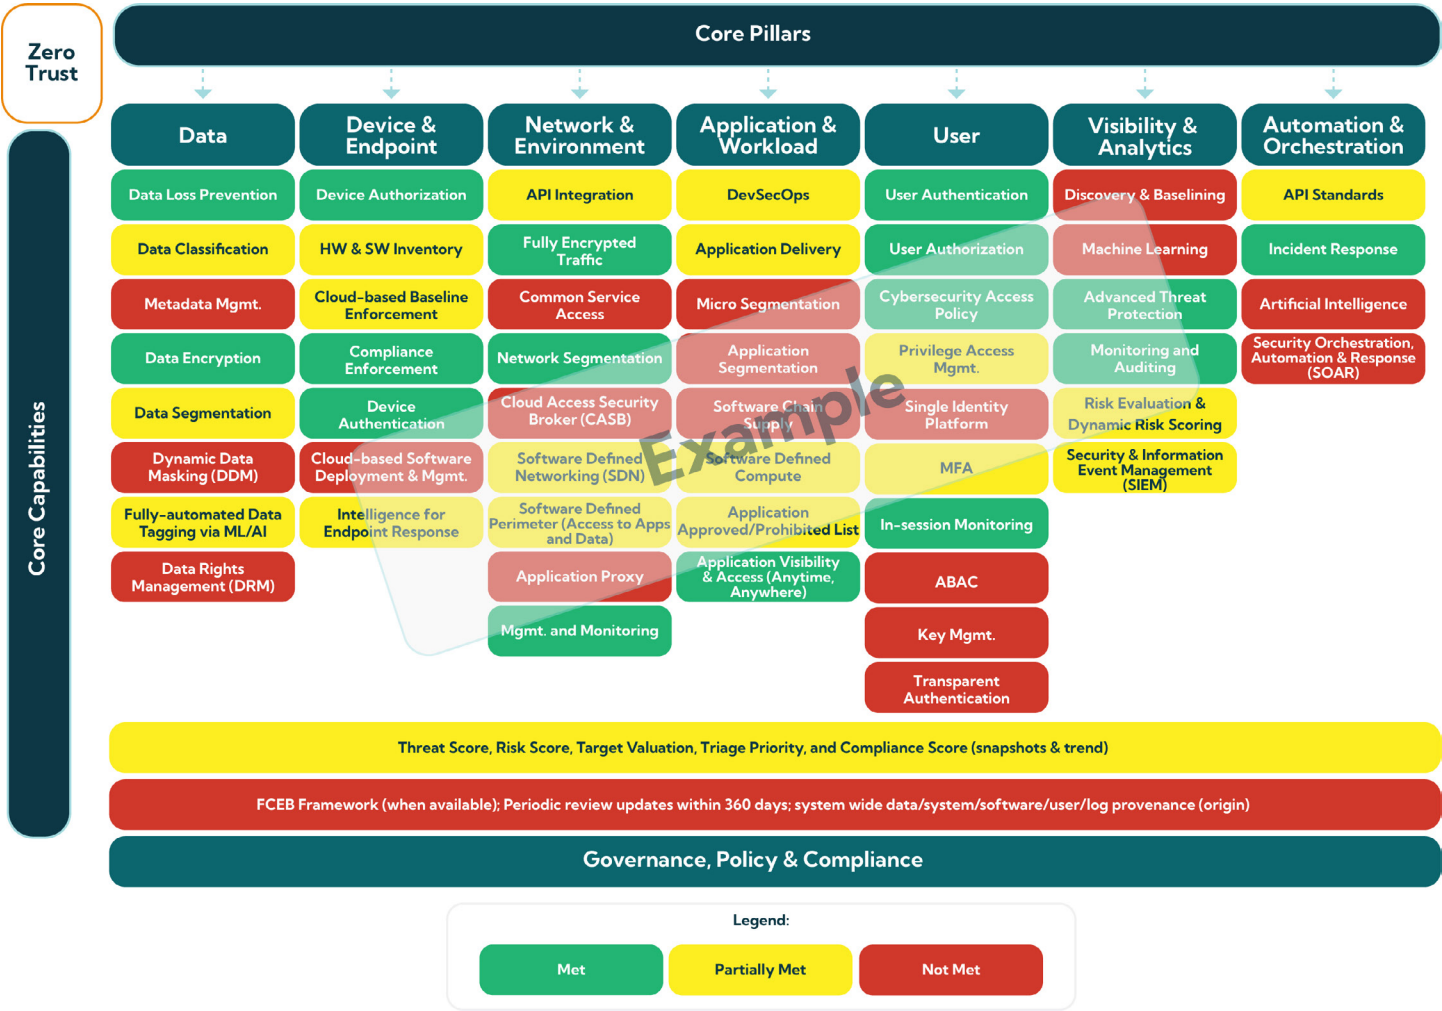 Zero
Trust
Core Pillars
Core Capabilities
Data
Data Loss Prevention
Data Classification
Metadata Mgmt.
Data Encryption
Data Segmentation
Dynamic Data
Masking (DDM)
Fully-automated Data
Tagging via ML/AI
Data Rights
Management (DRM)
Device &
Endpoint
Device Authorization
HW & SW Inventory
Cloud-based Baseline
Enforcement
Compliance
Enforcement
Device
Authentication
Cloud-based Software
Deployment & Mgmt.
Intelligence for
Endpoint Response
Network &
Environment
API Integration
Fully Encrypted
Traffic
Common Service
Access
Network Segmentation
Cloud Access Security
Broker (CASB)
Software Defined
Networking (SDN)
Software Defined
Perimeter (Access to Apps
and Data)
Application Proxy
Mgmt. and Monitoring
Application &
Workload
DevSecOps
Application Delivery
Micro Segmentation
Application
Segmentation
Software Chain
Supply
Software Defined
Compute
Application
Approved/Prohibited List
Application Visibility
& Access (Anytime,
Anywhere)
User
User Authentication
User Authorization
Cybersecurity Access
Policy
Privilege Access
Mgmt.
Single Identity
Platform
MFA
In-session Monitoring
ABAC
Key Mgmt.
Transparent
Authentication
Visibility &
Analytics
Discovery & Baselining
Machine Learning
Advanced Threat
Protection
Monitoring and
Auditing
Risk Evaluation &
Dynamic Risk Scoring
Security & Information
Event Management
(SIEM)
Automation &
Orchestration
API Standards
Incident Response
Artificial Intelligence
Security Orchestration,
Automation & Response
(SOAR)
Example
Threat Score, Risk Score, Target Valuation, Triage Priority, and Compliance Score (snapshots & trend)
FCEB Framework (when available); Periodic review updates within 360 days; system wide data/system/software/user/log provenance (origin)
Governance, Policy & Compliance
Legend:
Met
Partially Met
Not Met